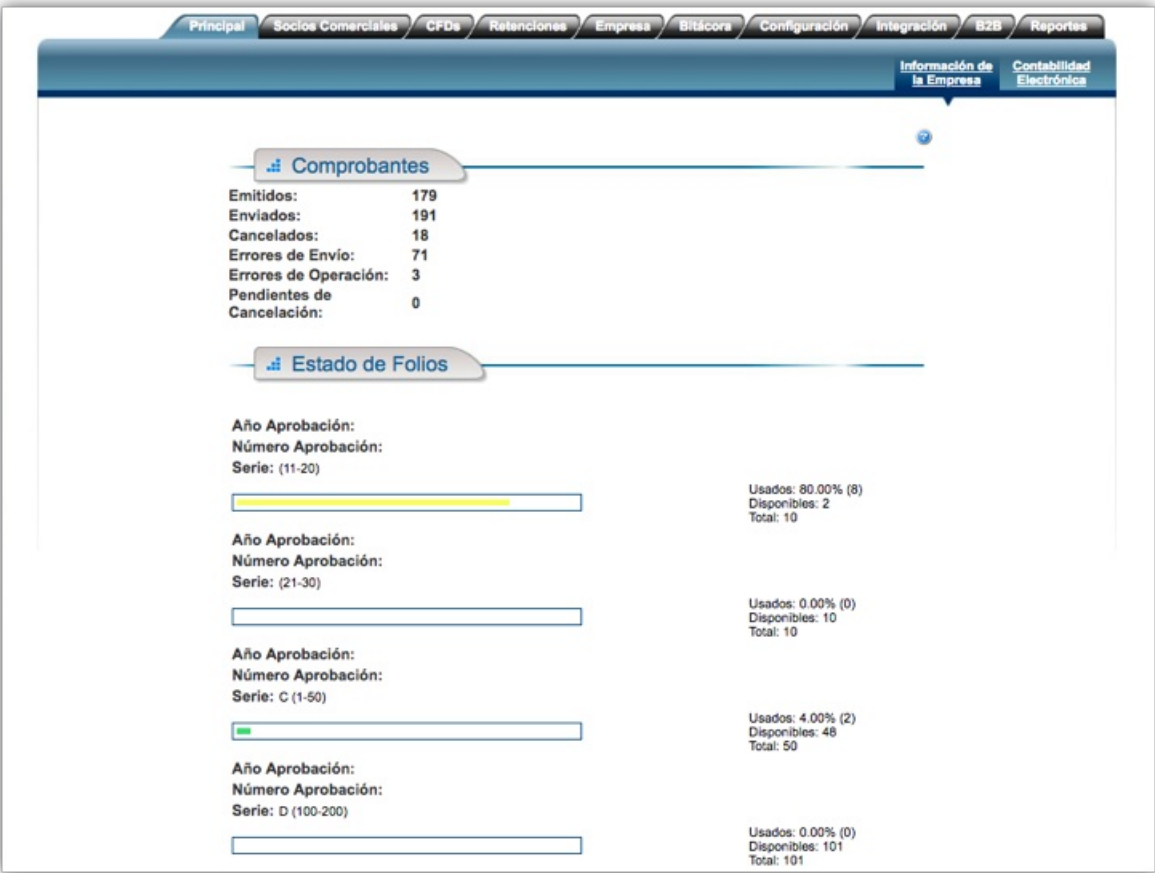 Principal Socios Comerciales CFDs Retenciones Empresa Bitácora Configuración Integración B2B Reportes
Información de la Empresa
Contabilidad Electrónica
Comprobantes
Emitidos: 179
Enviados: 191
Cancelados: 18
Errores de Envío: 71
Errores de Operación: 3
Pendientes de
Cancelación: 0
Estado de Folios
Año Aprobación:
Número Aprobación:
Serie: (11-20)
Usados: 80.00% (8)
Disponibles: 2
Total: 10
Año Aprobación:
Número Aprobación:
Serie: (21-30)
Usados: 0.00% (0)
Disponibles: 10
Total: 10
Año Aprobación:
Número Aprobación:
Serie: C (1-50)
Usados: 4.00% (2)
Disponibles: 48
Total: 50
Año Aprobación:
Número Aprobación:
Serie: D (100-200)
Usados: 0.00% (0)
Disponibles: 101
Total: 101